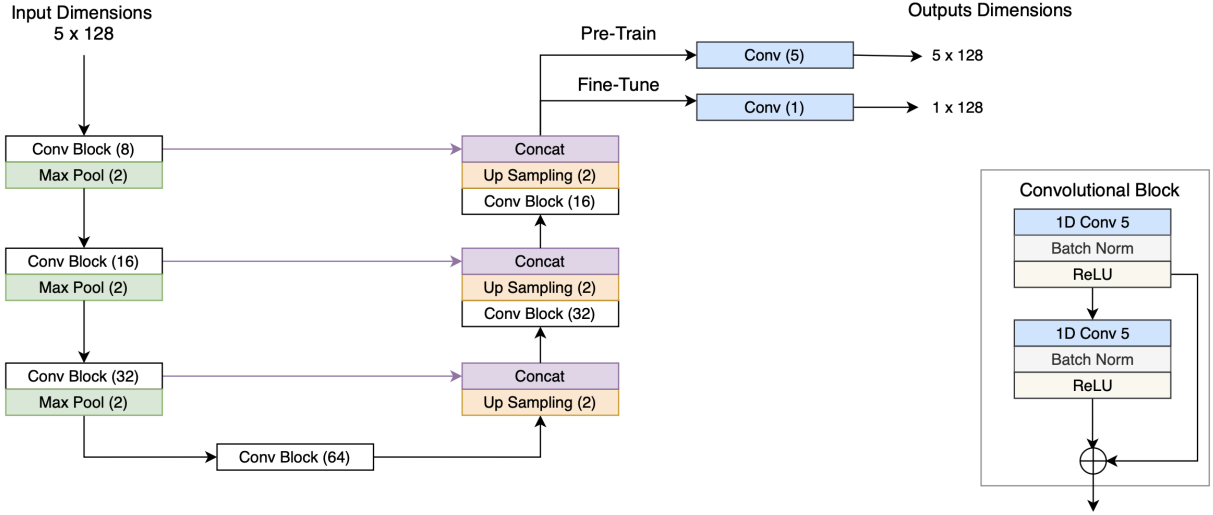 Input Dimensions
5 x 128
Conv Block (8)
Max Pool (2)
Conv Block (16)
Max Pool (2)
Conv Block (32)
Max Pool (2)
Conv Block (64)
Concat
Up Sampling (2)
Conv Block (16)
Concat
Up Sampling (2)
Conv Block (32)
Concat
Up Sampling (2)
Pre-Train
Fine-Tune
Conv (5)
Conv (1)
Outputs Dimensions
5 x 128
1 x 128
Convolutional Block
1D Conv 5
Batch Norm
ReLU
1D Conv 5
Batch Norm
ReLU